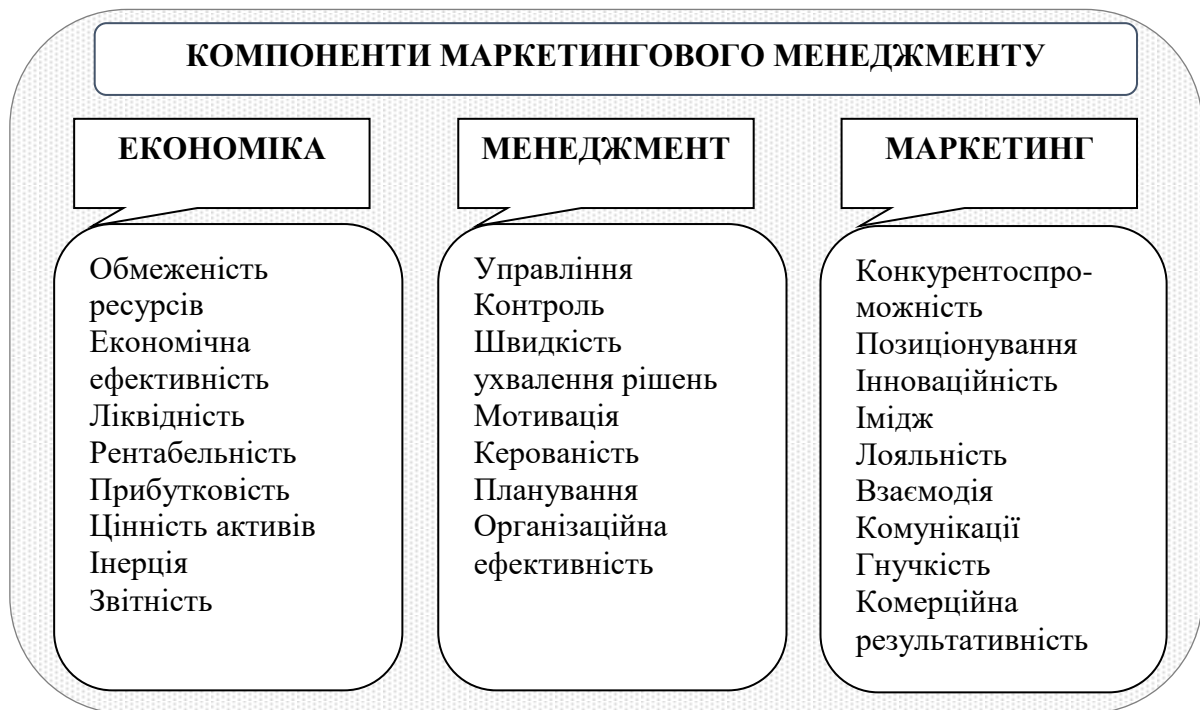 КОМПОНЕНТИ МАРКЕТИНГОВОГО МЕНЕДЖМЕНТУ
ЕКОНОМІКА
Обмеженість
ресурсів
Економічна
ефективність
Ліквідність
Рентабельність
Прибутковість
Цінність активів
Інерція
Звітність
МЕНЕДЖМЕНТ
Управління
Контроль
Швидкість
ухвалення рішень
Мотивація
Керованість
Планування
Організаційна
ефективність
МАРКЕТИНГ
Конкурентоспро-
можність
Позиціонування
Інноваційність
Імідж
Лояльність
Взаємодія
Комунікації
Гнучкість
Комерційна
результативність